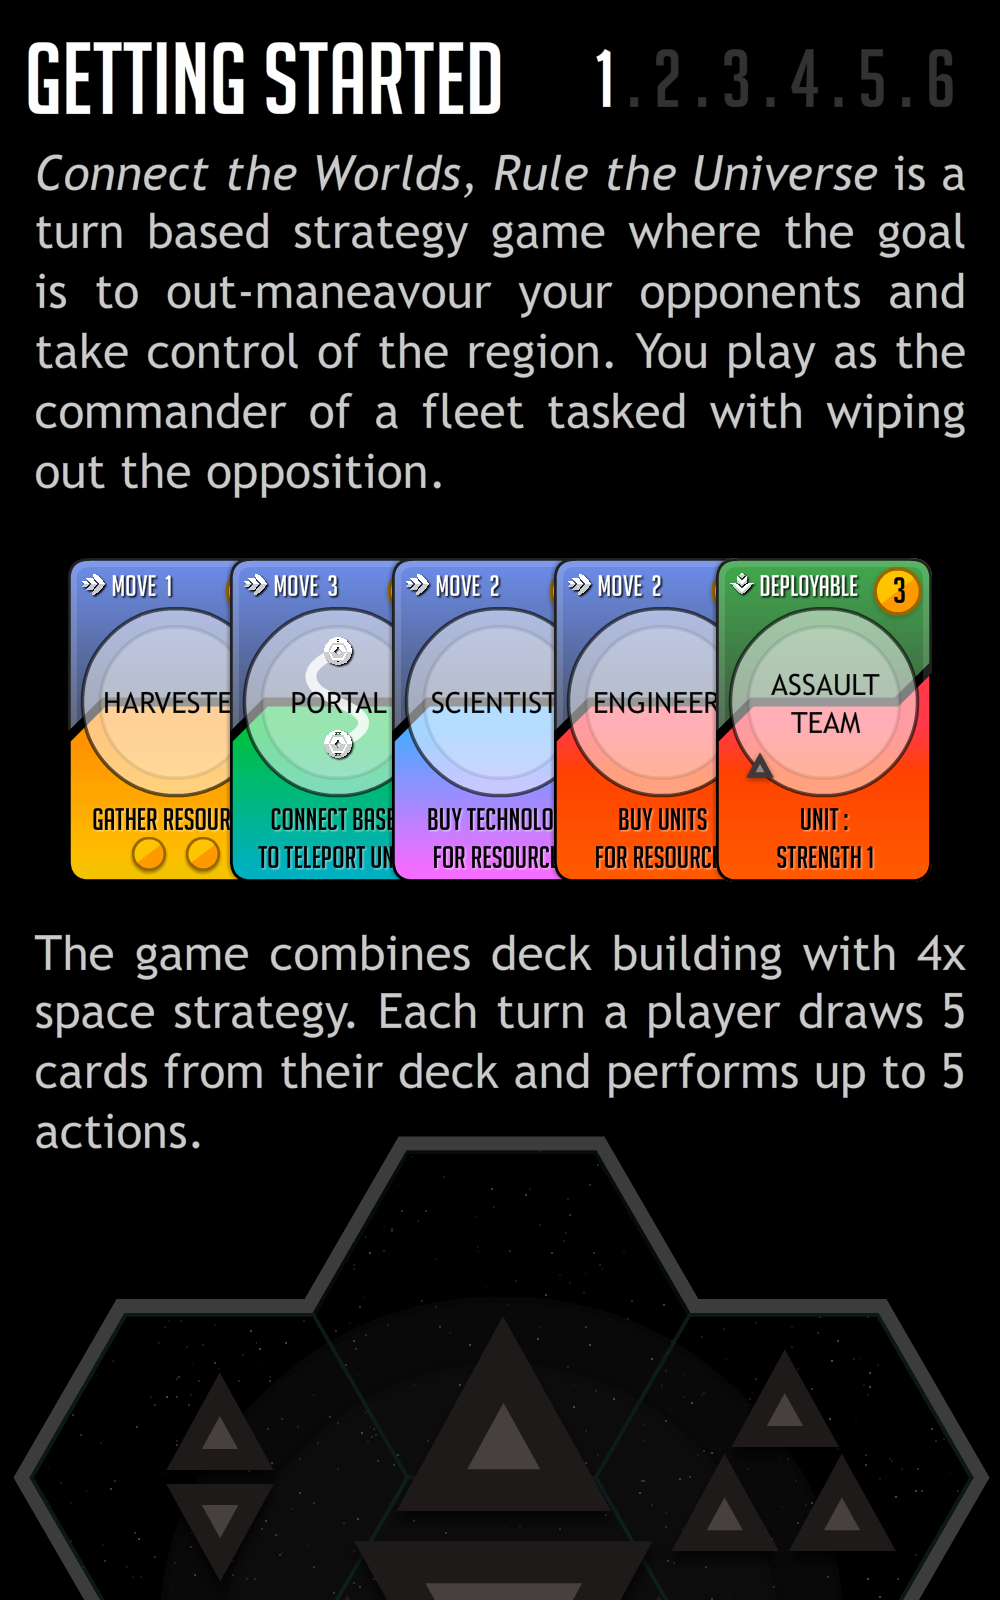 GETTING STARTED 1.2.3.4.5.6
Connect the Worlds, Rule the Universe is a
turn based strategy game where the goal
is to out-maneavour your opponents and
take control of the region. You play as the
commander of a fleet tasked with wiping
out the opposition.
MOVE 1 MOVE 3 MOVE 2 MOVE 2 DEPLOYABLE 3
HARVESTE PORTAL SCIENTIST ENGINEER ASSAULT
TEAM
GATHER RESOUR CONNECT BASE BUY TECHNOLO BUY UNITS UNIT :
TO TELEPORT UN FOR RESOURC FOR RESOURC STRENGTH 1
The game combines deck building with 4x
space strategy. Each turn a player draws 5
cards from their deck and performs up to 5
actions.